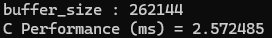 buffer_size : 262144
C Performance (ms) = 2.572485